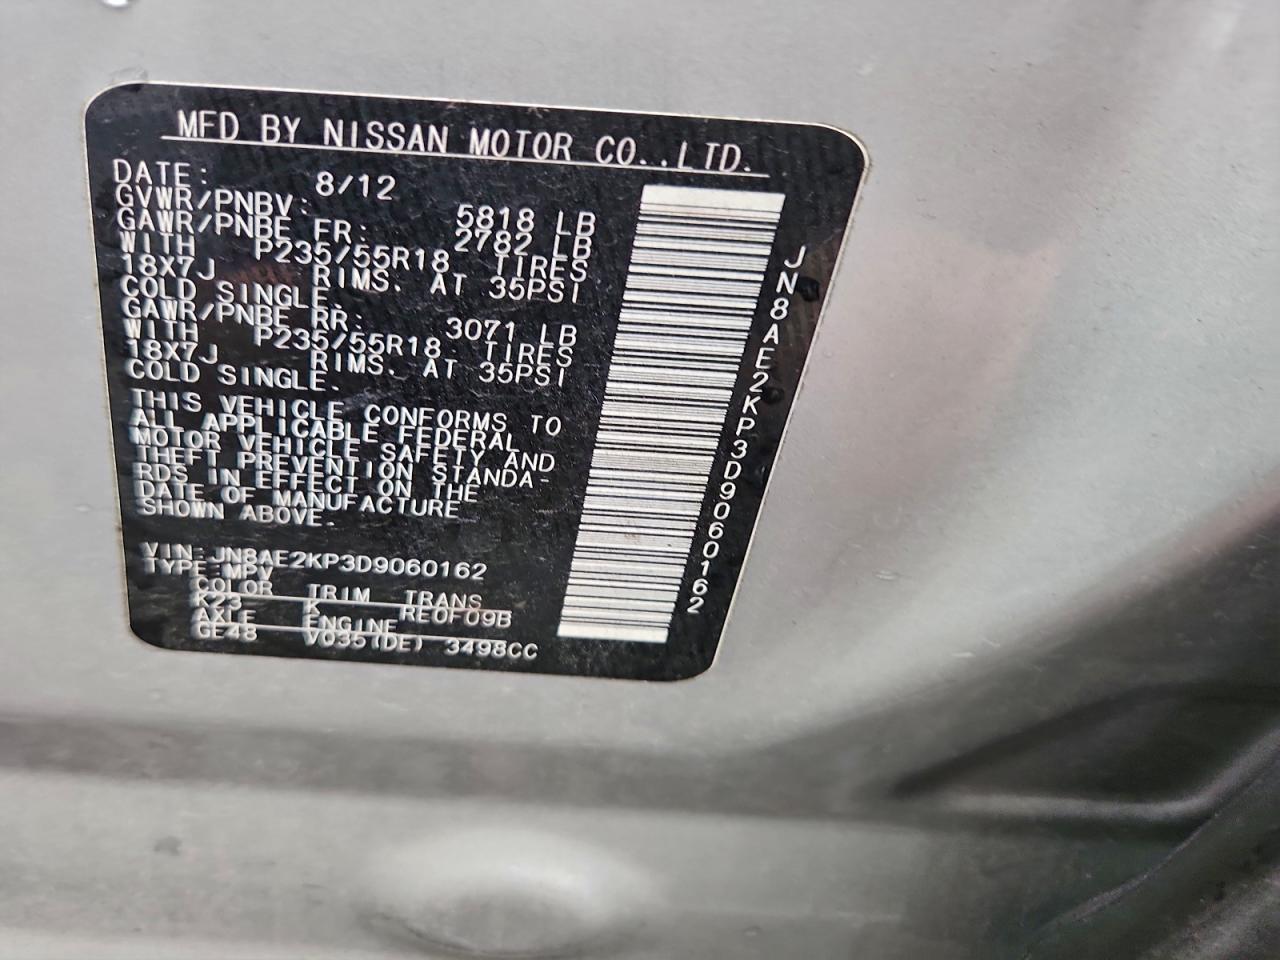 MFD BY NISSAN MOTOR CO.,LTD.
DATE: 8/12
GVWR/PNBV: 5818 LB
GAWR/PNBE FR: 2782 LB
WITH P235/55R18 TIRES
18X7J RIMS. AT 35PSI
COLD SINGLE.
GAWR/PNBE RR: 3071 LB
WITH P235/55R18 TIRES
18X7J RIMS. AT 35PSI
COLD SINGLE.
THIS VEHICLE CONFORMS TO
ALL APPLICABLE FEDERAL
MOTOR VEHICLE SAFETY AND
THEFT PREVENTION STANDA-
RDS IN EFFECT ON THE
DATE OF MANUFACTURE
SHOWN ABOVE.
VIN:JN8AE2KP3D9060162
TYPE:MPV
COLOR TRIM TRANS
K23 K RE0F09B
AXLE ENGINE
GE48 VQ35(DE) 3498CC
JN8AE2KP3D9060162